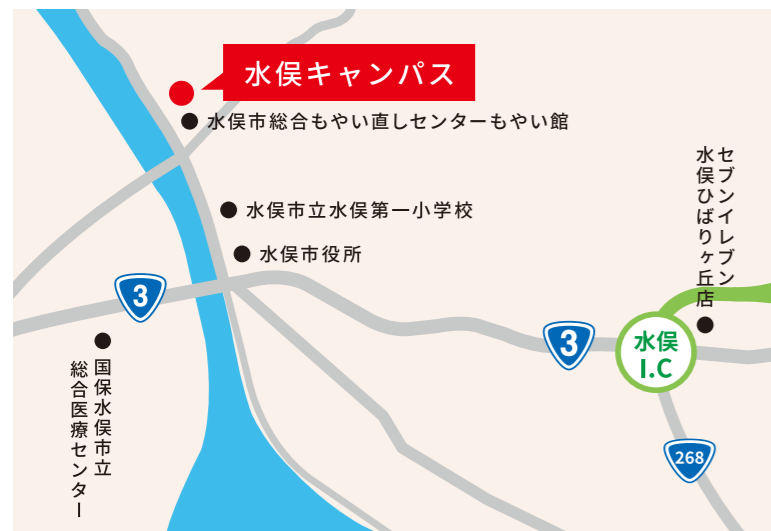 水俣キャンパス
水俣市総合もやい直しセンターもやい館
セブンイレブン
水俣ひばりヶ丘店
水俣市立水俣第一小学校
水俣市役所
3
3
水俣
I.C
国保水俣市立
総合医療センター
268